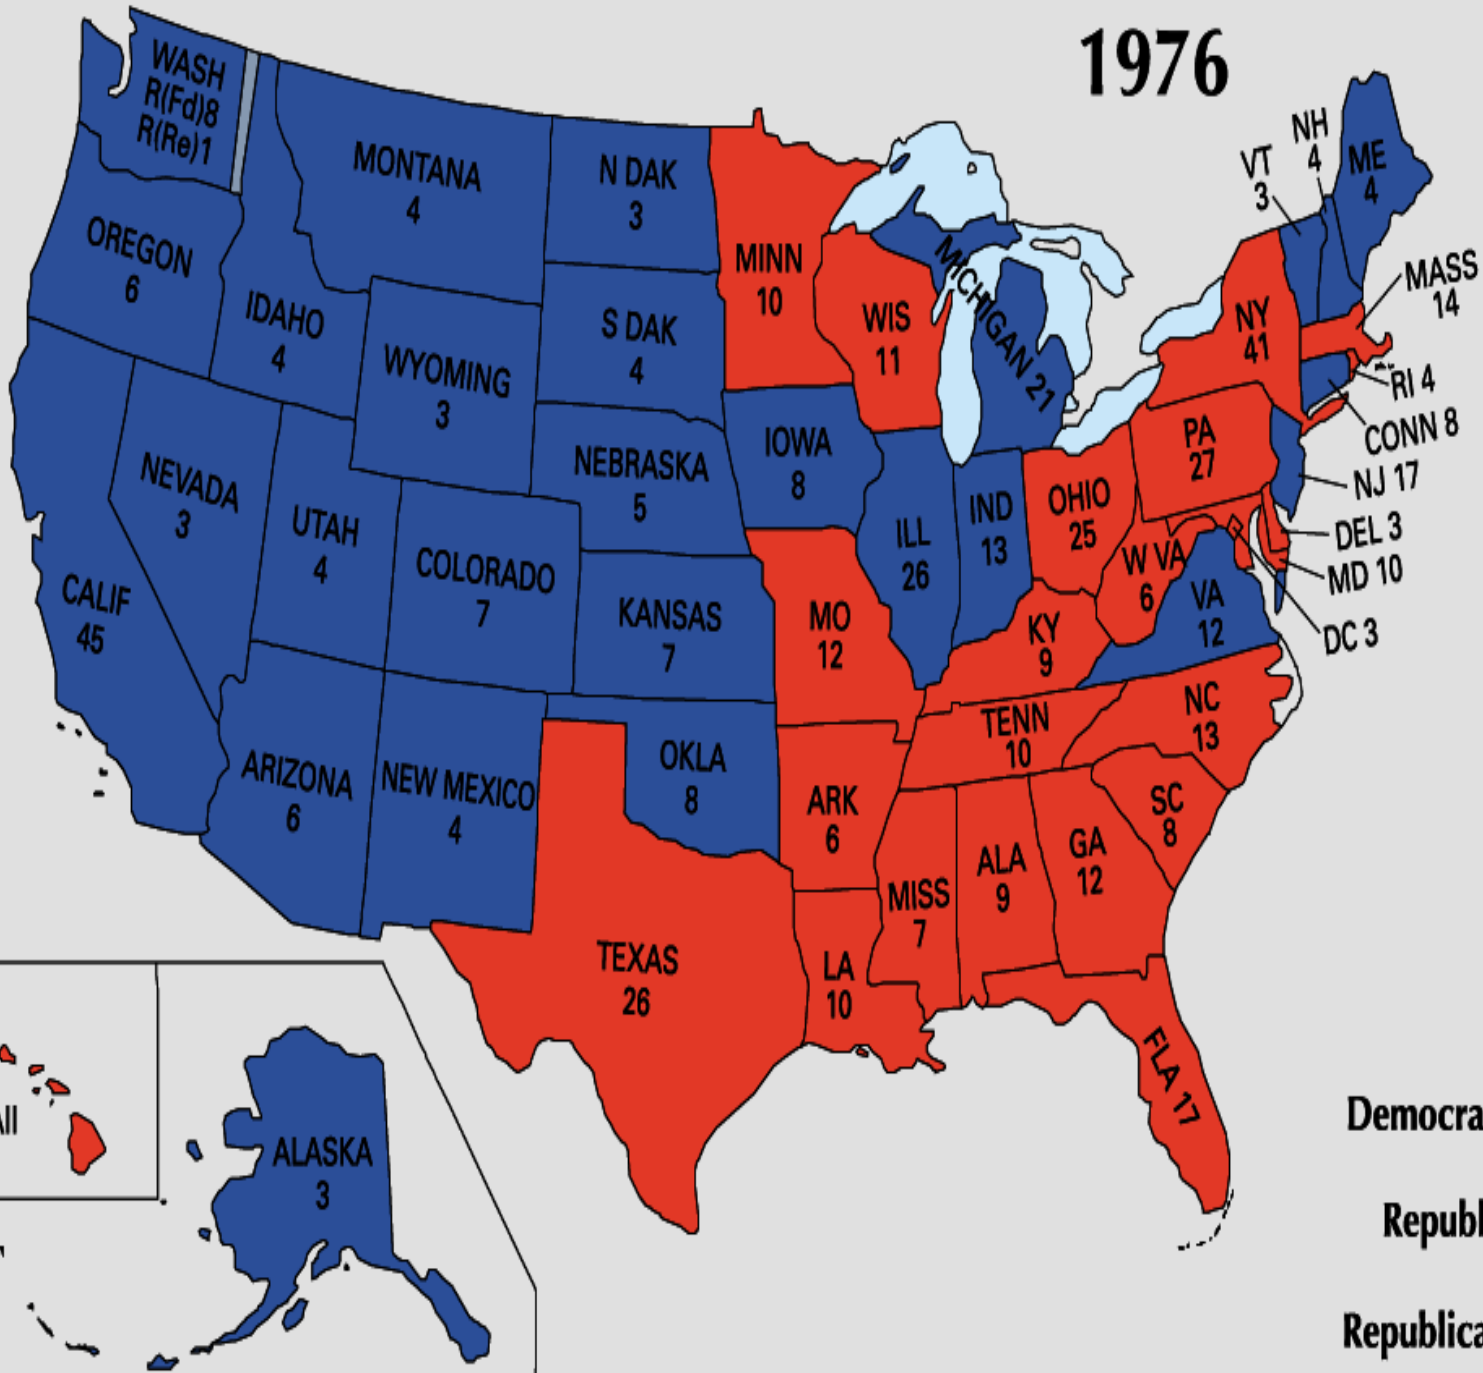 1976
WASH
R(Fd)8
R(Re)1
MONTANA
4
N DAK
3
MINN
10
VT
3
NH
4
ME
4
OREGON
6
IDAHO
4
WYOMING
3
S DAK
4
WIS
11
MICHIGAN 21
NY
41
MASS
14
RI 4
CONN 8
NJ 17
DEL 3
MD 10
DC 3
NEVADA
3
UTAH
4
COLORADO
7
NEBRASKA
5
IOWA
8
ILL
26
IND
13
OHIO
25
PA
27
W VA
6
VA
12
CALIF
45
KANSAS
7
MO
12
KY
9
ARIZONA
6
NEW MEXICO
4
OKLA
8
ARK
6
TENN
10
NC
13
SC
8
TEXAS
26
LA
10
MISS
7
ALA
9
GA
12
FLA 17
ALASKA
3
Democra
Republ
Republica